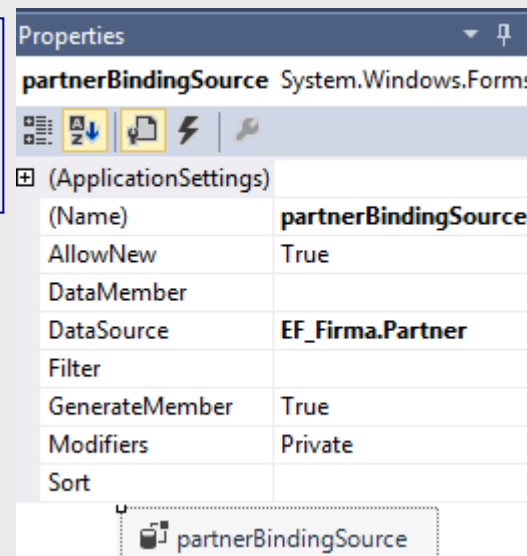 Properties
partnerBindingSource System.Windows.Forms
(ApplicationSettings)
(Name) partnerBindingSource
AllowNew True
DataMember
DataSource EF_Firma.Partner
Filter
GenerateMember True
Modifiers Private
Sort
partnerBindingSource